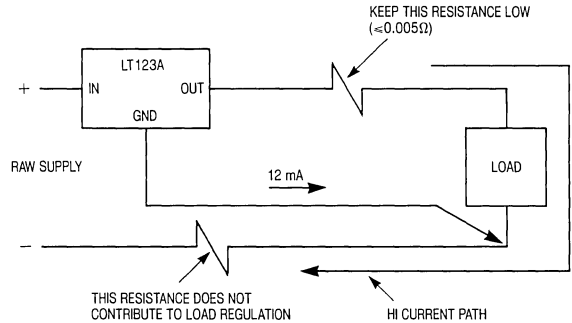 KEEP THIS RESISTANCE LOW
(≤0.005Ω)
LT123A
+
IN
OUT
GND
RAW SUPPLY
LOAD
12 mA
−
THIS RESISTANCE DOES NOT
CONTRIBUTE TO LOAD REGULATION
HI CURRENT PATH